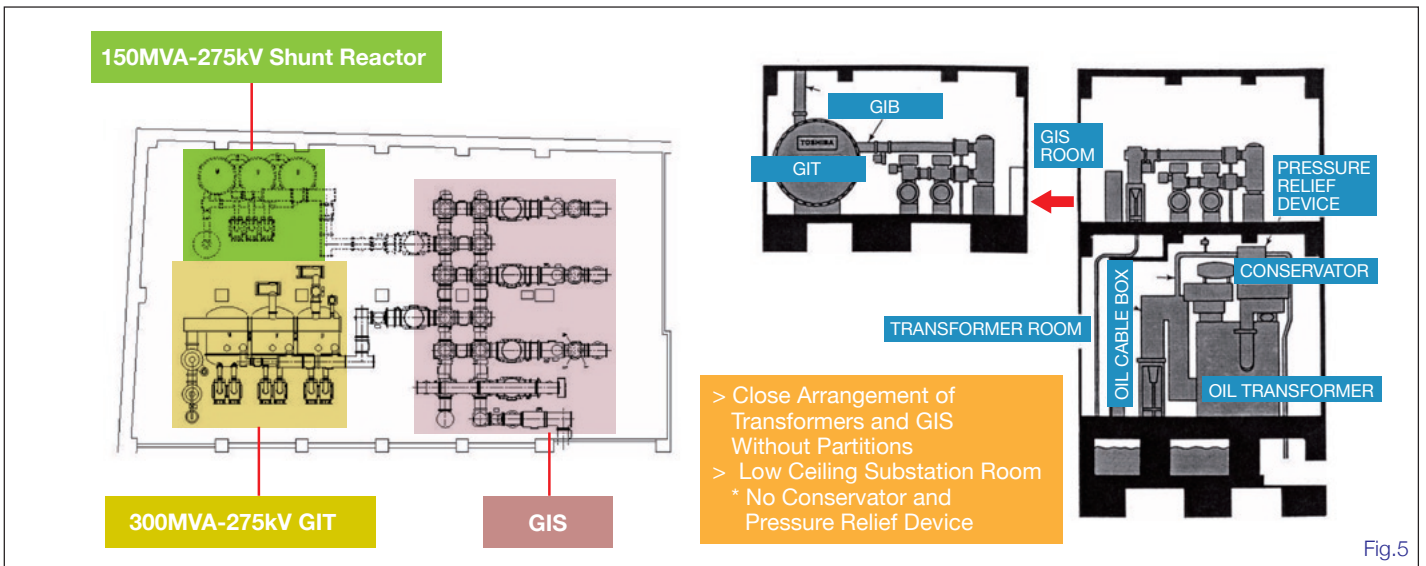 150MVA-275kV Shunt Reactor
300MVA-275kV GIT
GIS
GIB
TOSHIBA
GIT
GIS
ROOM
PRESSURE
RELIEF
DEVICE
CONSERVATOR
TRANSFORMER ROOM
OIL CABLE BOX
OIL TRANSFORMER
> Close Arrangement of
Transformers and GIS
Without Partitions
> Low Ceiling Substation Room
* No Conservator and
Pressure Relief Device
Fig.5